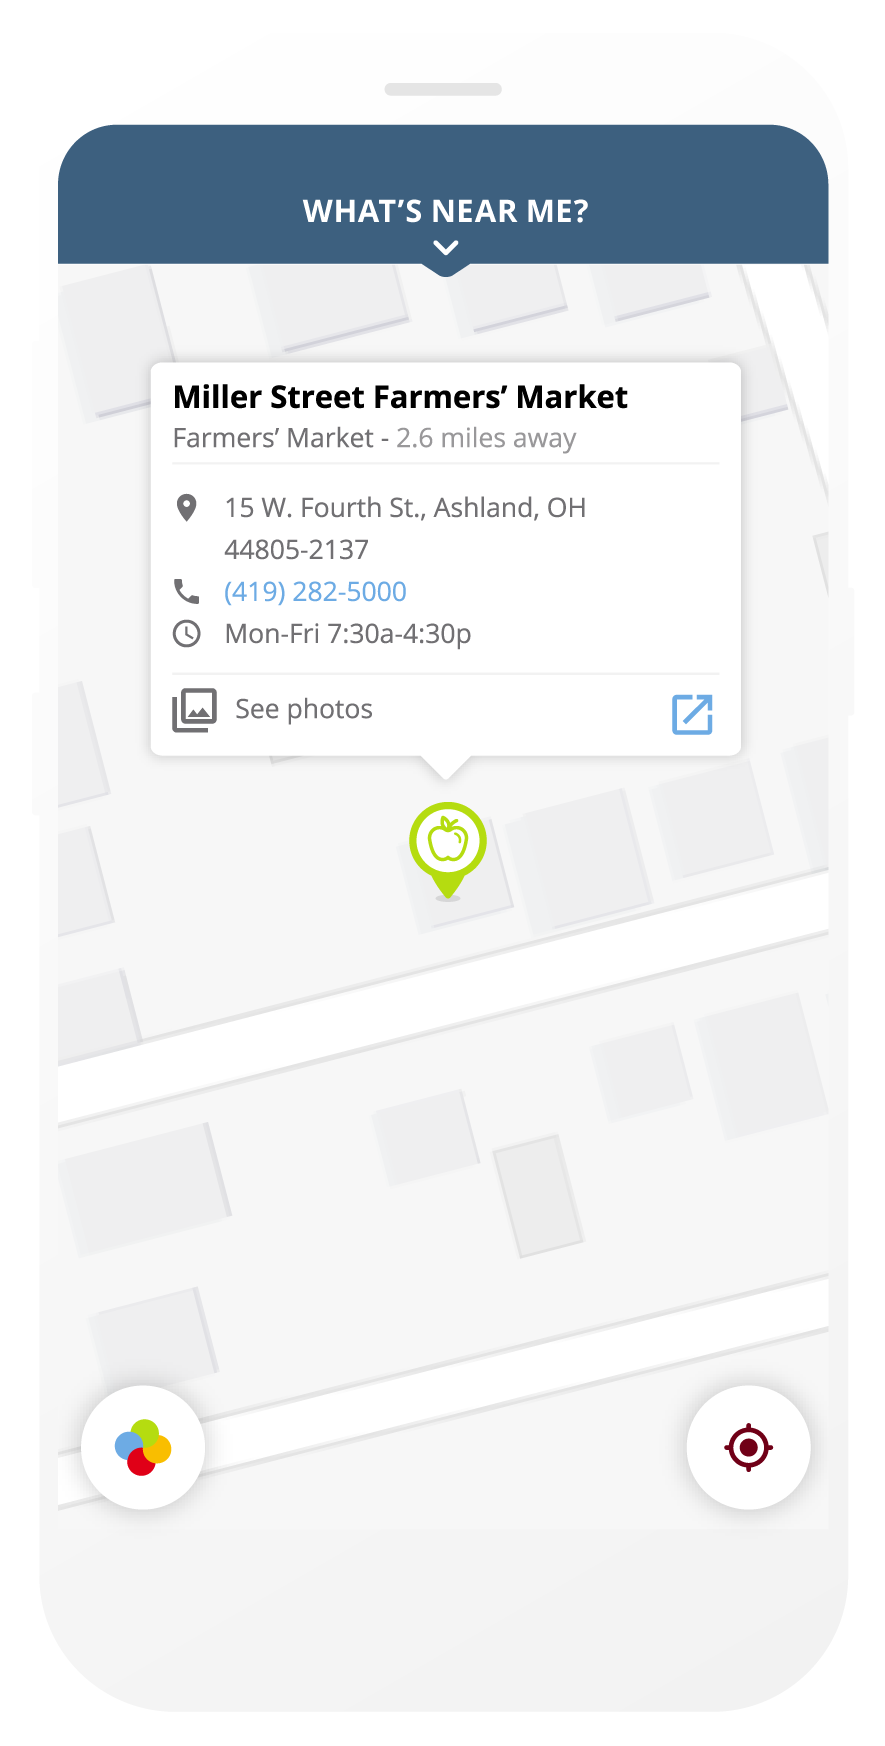 WHAT’S NEAR ME?
Miller Street Farmers’ Market
Farmers’ Market - 2.6 miles away
15 W. Fourth St., Ashland, OH
44805-2137
(419) 282-5000
Mon-Fri 7:30a-4:30p
See photos